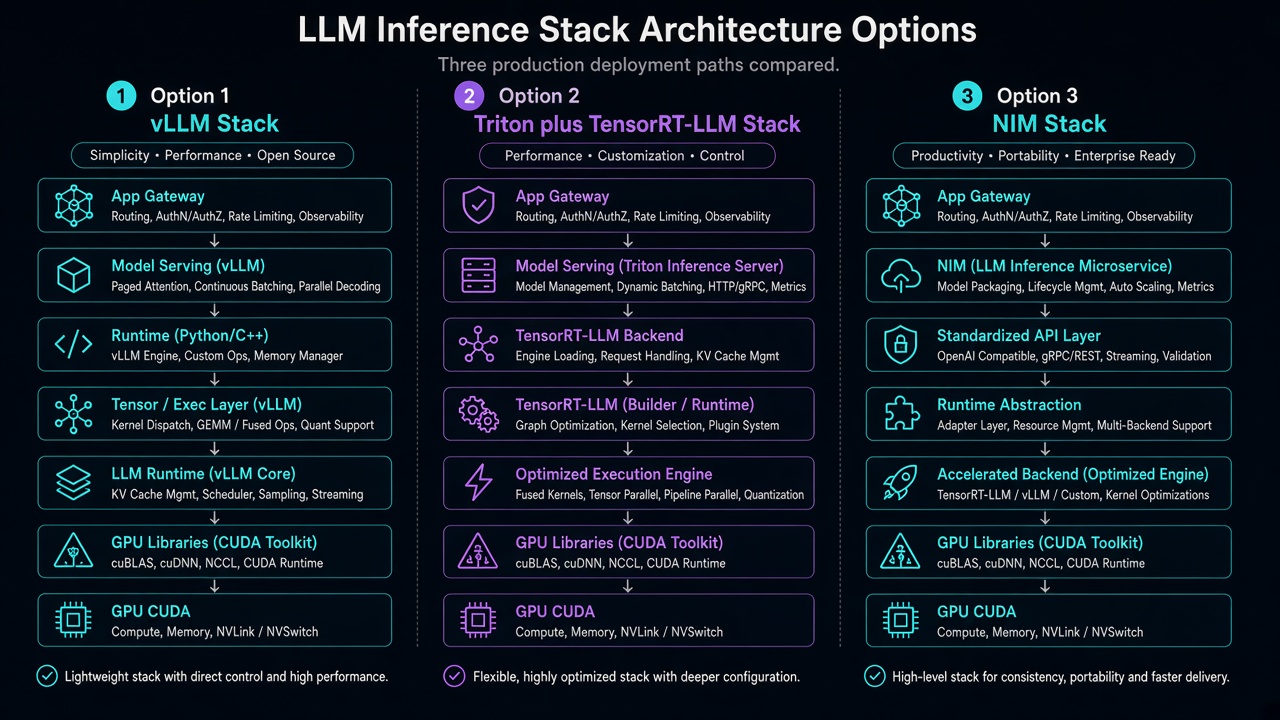 LLM Inference Stack Architecture Options
Three production deployment paths compared.
1 Option 1
vLLM Stack
Simplicity • Performance • Open Source
App Gateway
Routing, AuthN/AuthZ, Rate Limiting, Observability
Model Serving (vLLM)
Paged Attention, Continuous Batching, Parallel Decoding
Runtime (Python/C++)
vLLM Engine, Custom Ops, Memory Manager
Tensor / Exec Layer (vLLM)
Kernel Dispatch, GEMM / Fused Ops, Quant Support
LLM Runtime (vLLM Core)
KV Cache Mgmt, Scheduler, Sampling, Streaming
GPU Libraries (CUDA Toolkit)
cuBLAS, cuDNN, NCCL, CUDA Runtime
GPU CUDA
Compute, Memory, NVLink / NVSwitch
Lightweight stack with direct control and high performance.
2 Option 2
Triton plus TensorRT-LLM Stack
Performance • Customization • Control
App Gateway
Routing, AuthN/AuthZ, Rate Limiting, Observability
Model Serving (Triton Inference Server)
Model Management, Dynamic Batching, HTTP/gRPC, Metrics
TensorRT-LLM Backend
Engine Loading, Request Handling, KV Cache Mgmt
TensorRT-LLM (Builder / Runtime)
Graph Optimization, Kernel Selection, Plugin System
Optimized Execution Engine
Fused Kernels, Tensor Parallel, Pipeline Parallel, Quantization
GPU Libraries (CUDA Toolkit)
cuBLAS, cuDNN, NCCL, CUDA Runtime
GPU CUDA
Compute, Memory, NVLink / NVSwitch
Flexible, highly optimized stack with deeper configuration.
3 Option 3
NIM Stack
Productivity • Portability • Enterprise Ready
App Gateway
Routing, AuthN/AuthZ, Rate Limiting, Observability
NIM (LLM Inference Microservice)
Model Packaging, Lifecycle Mgmt, Auto Scaling, Metrics
Standardized API Layer
OpenAI Compatible, gRPC/REST, Streaming, Validation
Runtime Abstraction
Adapter Layer, Resource Mgmt, Multi-Backend Support
Accelerated Backend (Optimized Engine)
TensorRT-LLM / vLLM / Custom, Kernel Optimizations
GPU Libraries (CUDA Toolkit)
cuBLAS, cuDNN, NCCL, CUDA Runtime
GPU CUDA
Compute, Memory, NVLink / NVSwitch
High-level stack for consistency, portability and faster delivery.